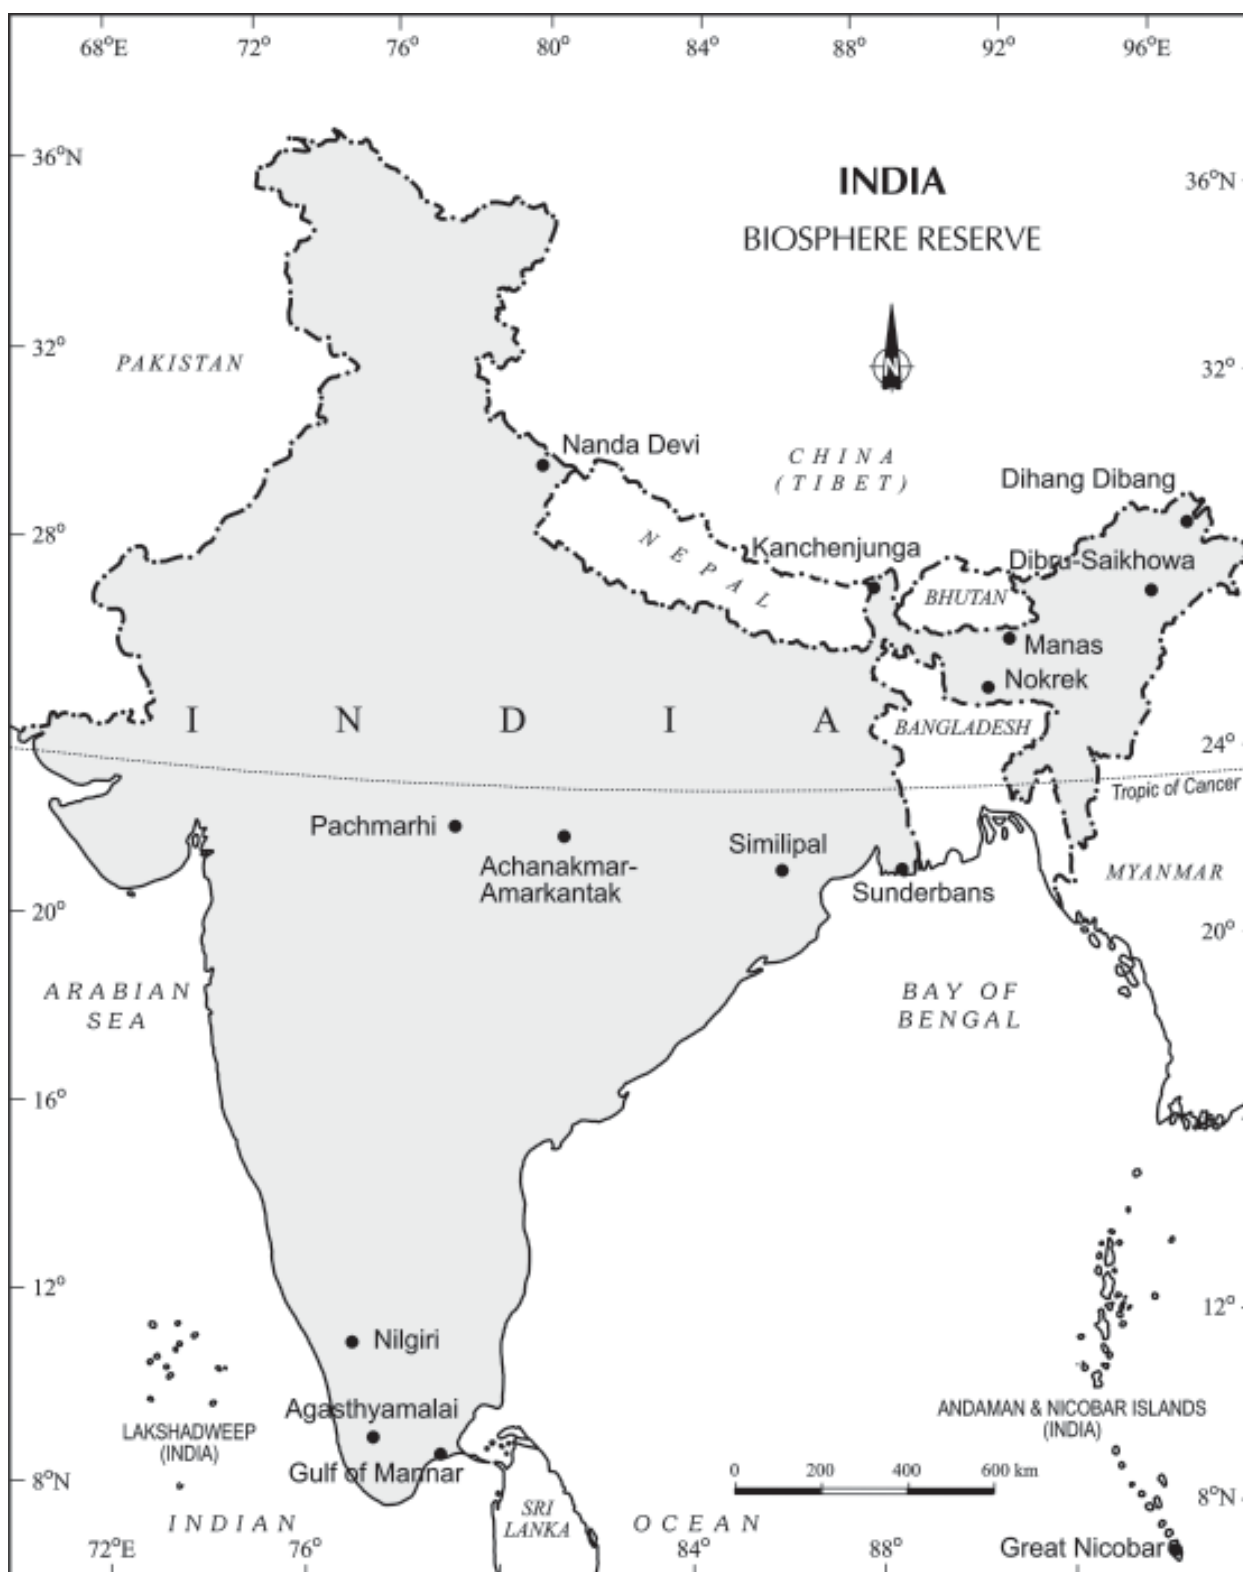 68°E 72° 76° 80° 84° 88° 92° 96°E
36°N
INDIA
36°N
BIOSPHERE RESERVE
N
32°
PAKISTAN
32°
Nanda Devi
CHINA
(TIBET)
Dihang Dibang
28°
NEPAL
Kanchenjunga
Dibru-Saikhowa
BHUTAN
Manas
Nokrek
INDIA
BANGLADESH
24°
Tropic of Cancer
Pachmarhi
Similipal
Achanakmar-
Amarkantak
Sunderbans
MYANMAR
20°
20°
ARABIAN
SEA
BAY OF
BENGAL
16°
12°
12°
Nilgiri
Agasthyamalai
LAKSHADWEEP
(INDIA)
ANDAMAN & NICOBAR ISLANDS
(INDIA)
Gulf of Mannar
0 200 400 600 km
8°N
8°N
SRI
LANKA
INDIAN OCEAN
Great Nicobar
72°E 76° 84° 88°